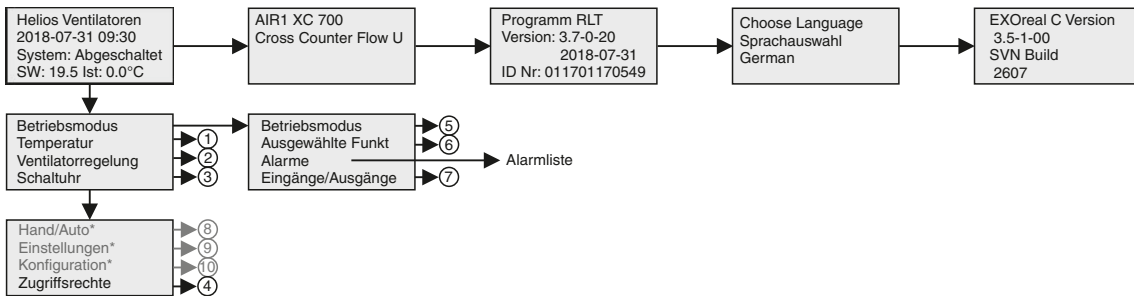 Helios Ventilatoren
2018-07-31 09:30
System: Abgeschaltet
SW: 19.5 Ist: 0.0°C
AIR1 XC 700
Cross Counter Flow U
Programm RLT
Version: 3.7-0-20
2018-07-31
ID Nr: 011701170549
Choose Language
Sprachauswahl
German
EXOreal C Version
3.5-1-00
SVN Build
2607
Betriebsmodus
Temperatur 1
Ventilatorregelung 2
Schaltuhr 3
Betriebsmodus 5
Ausgewählte Funkt 6
Alarme Alarmliste
Eingänge/Ausgänge 7
Hand/Auto* 8
Einstellungen* 9
Konfiguration* 10
Zugriffsrechte 4